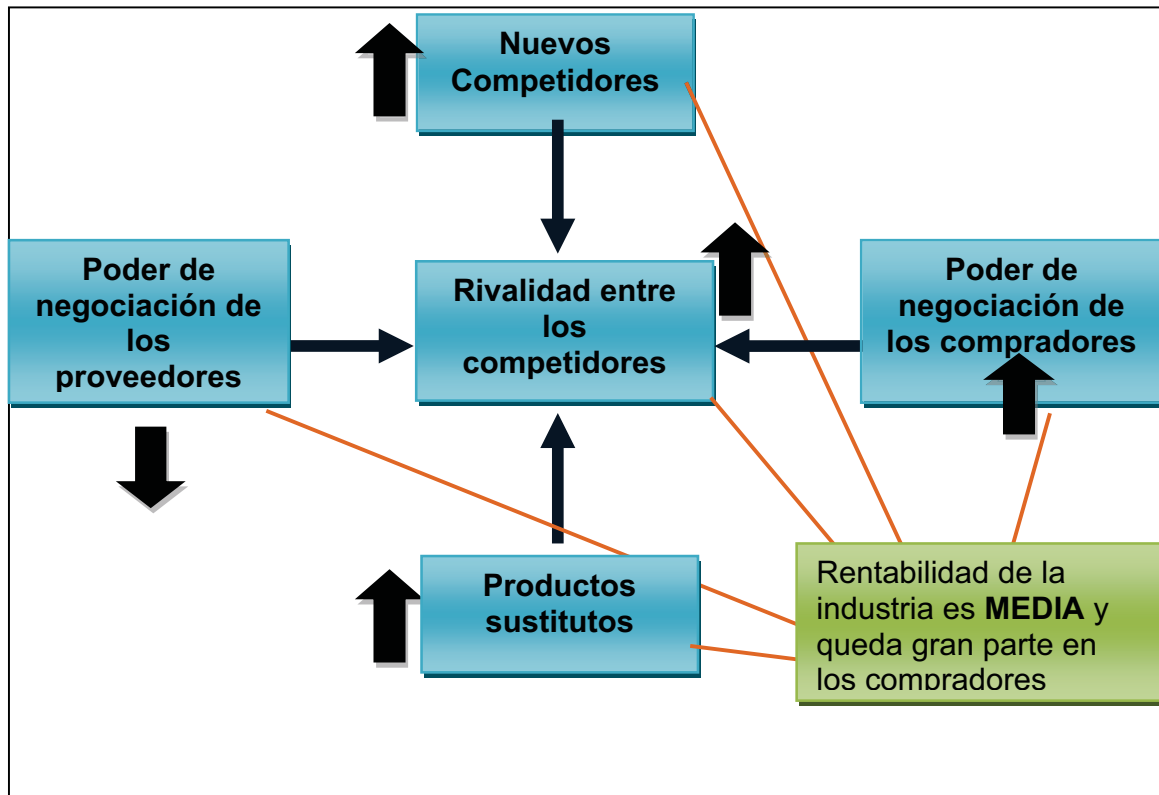 Nuevos
Competidores
Poder de
negociación de
los
proveedores
Rivalidad entre
los
competidores
Poder de
negociación de
los compradores
Productos
sustitutos
Rentabilidad de la
industria es MEDIA y
queda gran parte en
los compradores